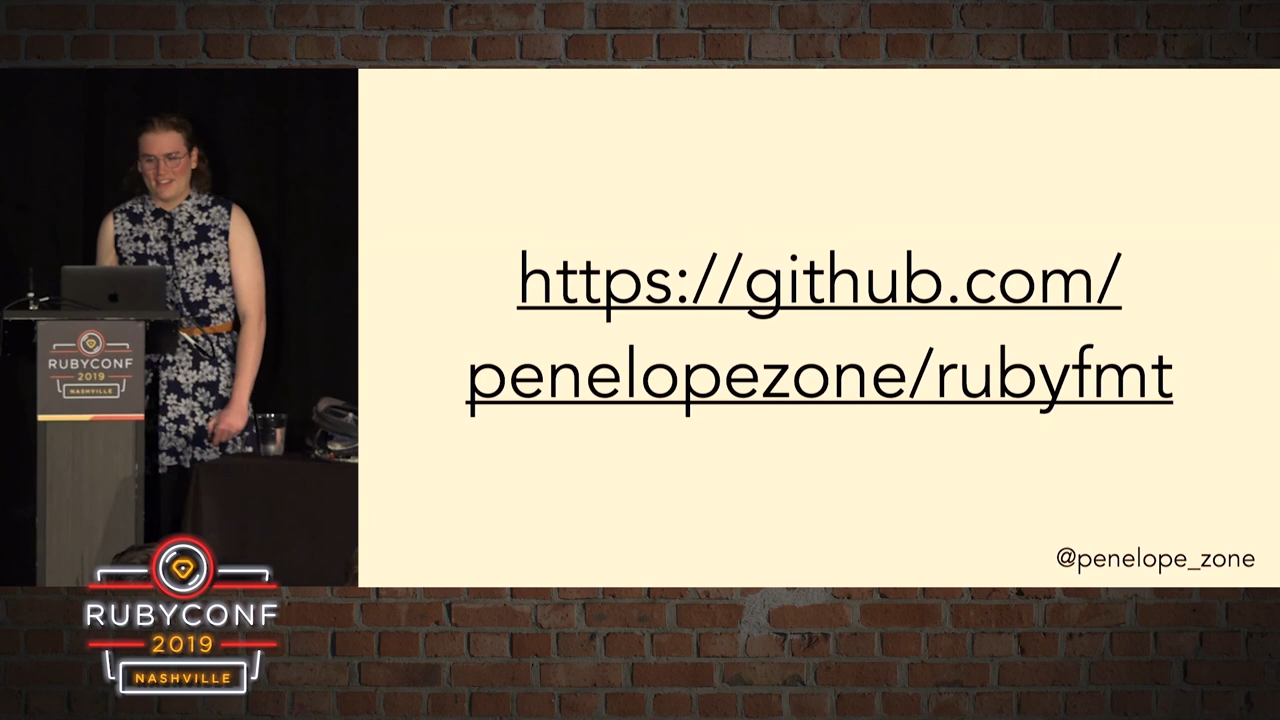 https://github.com/
penelopezone/rubyfmt
@penelope_zone
RUBYCONF
2019
NASHVILLE
RUBYCONF
2019
NASHVILLE